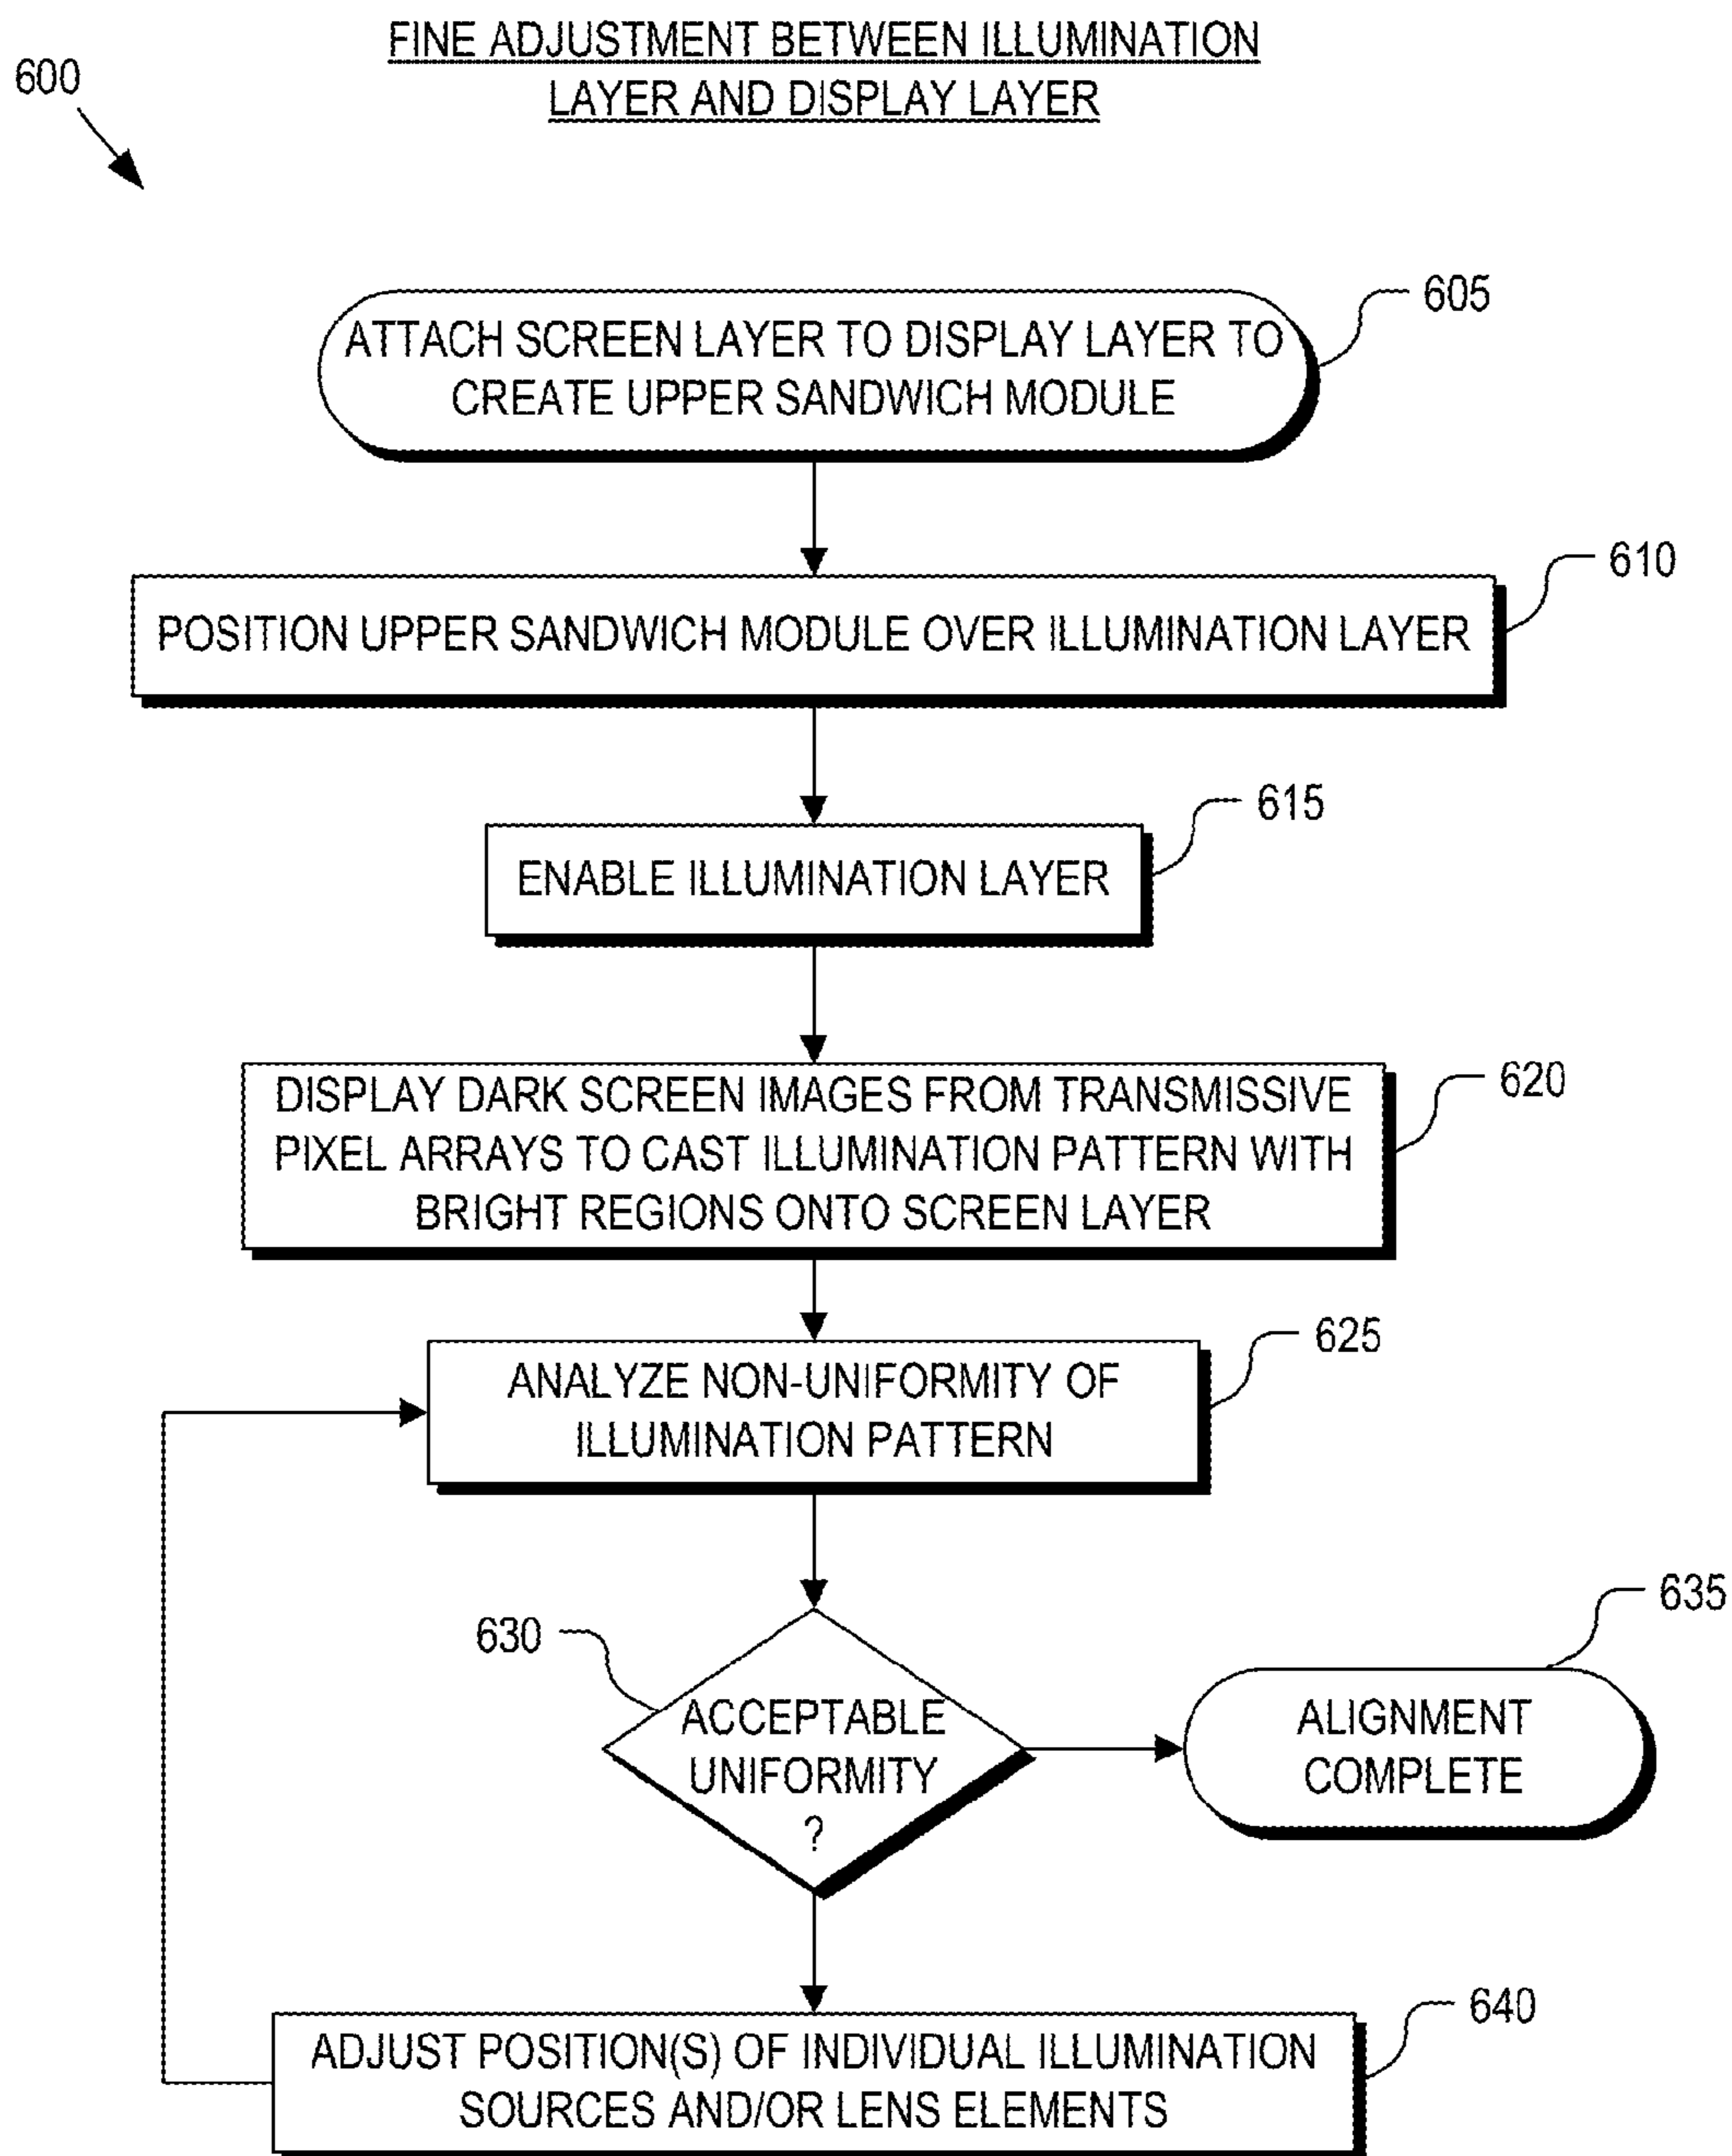 FINE ADJUSTMENT BETWEEN ILLUMINATION
LAYER AND DISPLAY LAYER
600
605
ATTACH SCREEN LAYER TO DISPLAY LAYER TO
CREATE UPPER SANDWICH MODULE
610
POSITION UPPER SANDWICH MODULE OVER ILLUMINATION LAYER
615
ENABLE ILLUMINATION LAYER
620
DISPLAY DARK SCREEN IMAGES FROM TRANSMISSIVE
PIXEL ARRAYS TO CAST ILLUMINATION PATTERN WITH
BRIGHT REGIONS ONTO SCREEN LAYER
625
ANALYZE NON-UNIFORMITY OF
ILLUMINATION PATTERN
630
ACCEPTABLE
UNIFORMITY
?
635
ALIGNMENT
COMPLETE
640
ADJUST POSITION(S) OF INDIVIDUAL ILLUMINATION
SOURCES AND/OR LENS ELEMENTS